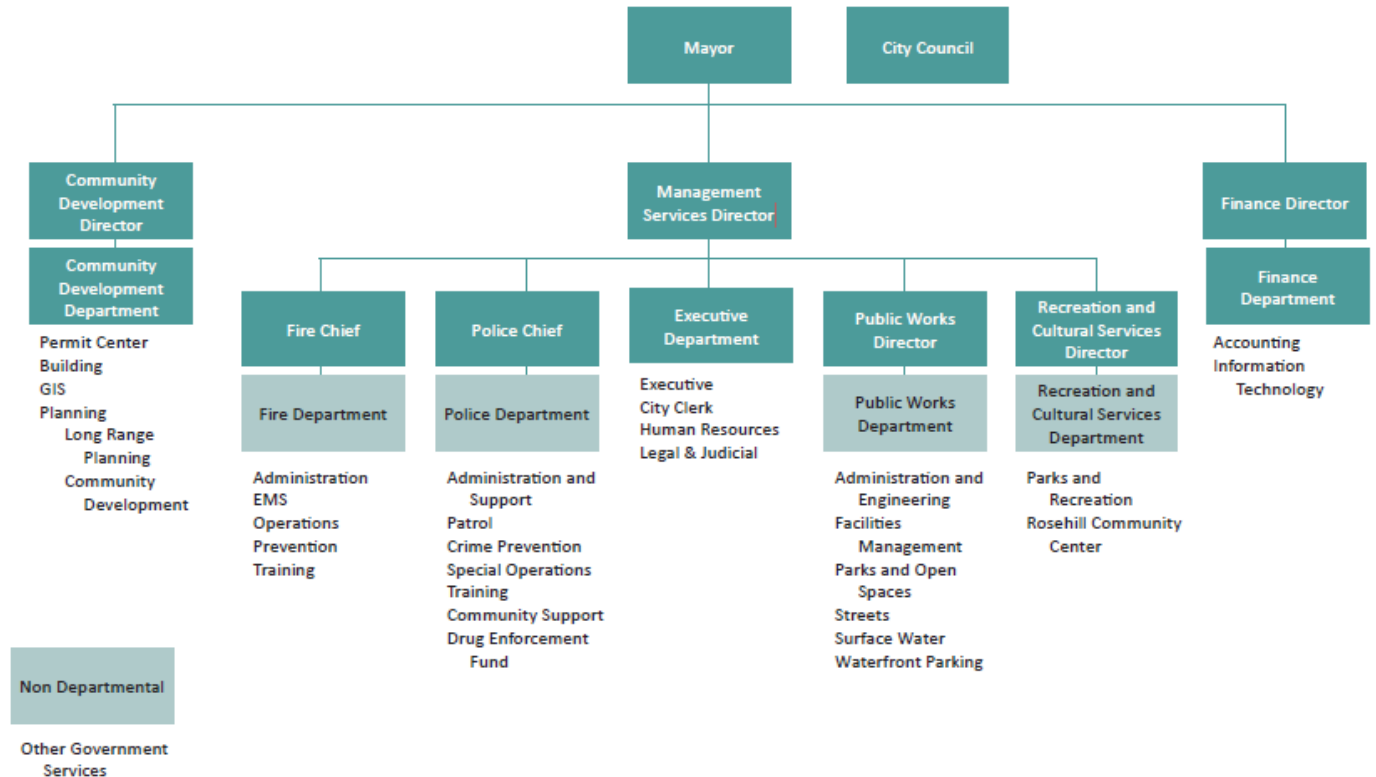 Mayor
City Council
Community
Development
Director
Management
Services Director
Finance Director
Community
Development
Department
Permit Center
Building
GIS
Planning
Long Range
Planning
Community
Development
Fire Chief
Fire Department
Administration
EMS
Operations
Prevention
Training
Police Chief
Police Department
Administration and
Support
Patrol
Crime Prevention
Special Operations
Training
Community Support
Drug Enforcement
Fund
Executive
Department
Executive
City Clerk
Human Resources
Legal & Judicial
Public Works
Director
Public Works
Department
Administration and
Engineering
Facilities
Management
Parks and Open
Spaces
Streets
Surface Water
Waterfront Parking
Recreation and
Cultural Services
Director
Recreation and
Cultural Services
Department
Parks and
Recreation
Rosehill Community
Center
Finance
Department
Accounting
Information
Technology
Non Departmental
Other Government
Services